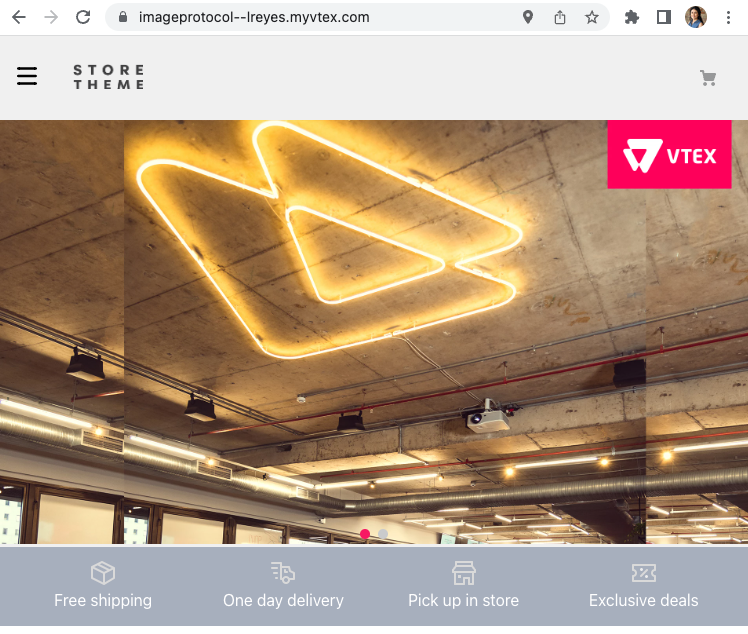 imageprotocol--lreyes.myvtex.com
STORE
THEME
VTEX
Free shipping
One day delivery
Pick up in store
Exclusive deals